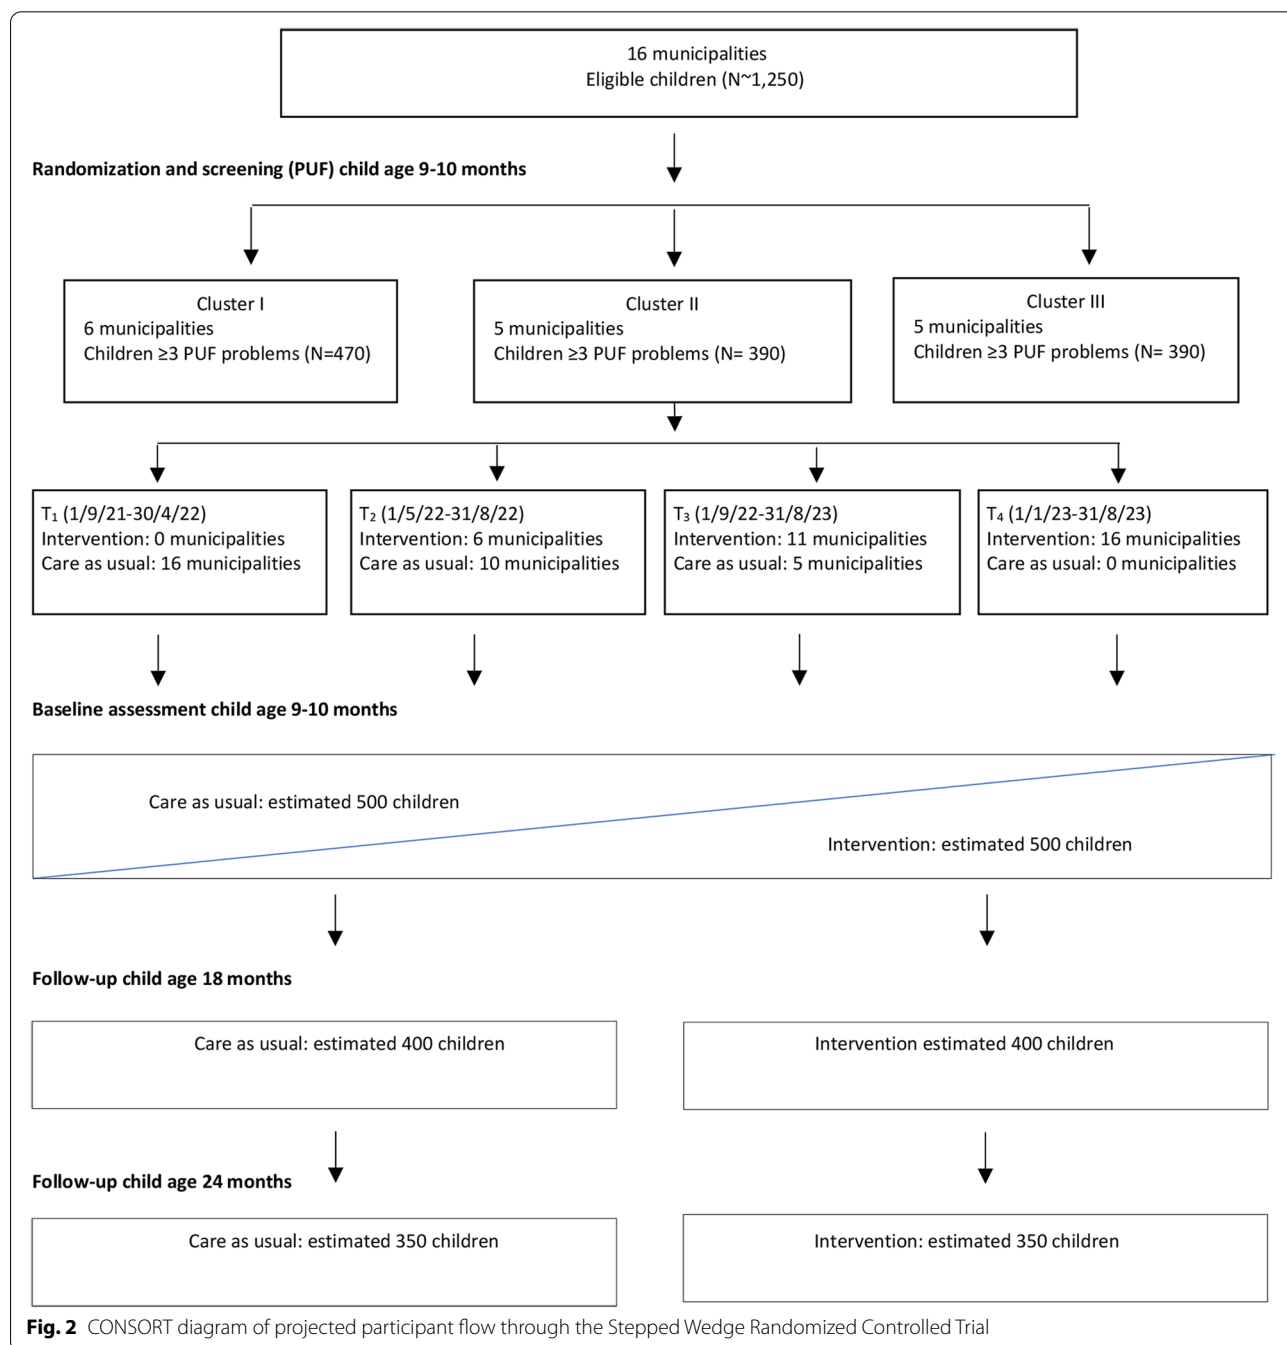 16 municipalities
Eligible children (N~1,250)
Randomization and screening (PUF) child age 9-10 months
Cluster I
6 municipalities
Children ≥3 PUF problems (N=470)
Cluster II
5 municipalities
Children ≥3 PUF problems (N= 390)
Cluster III
5 municipalities
Children ≥3 PUF problems (N= 390)
T₁ (1/9/21-30/4/22)
Intervention: 0 municipalities
Care as usual: 16 municipalities
T₂ (1/5/22-31/8/22)
Intervention: 6 municipalities
Care as usual: 10 municipalities
T₃ (1/9/22-31/8/23)
Intervention: 11 municipalities
Care as usual: 5 municipalities
T₄ (1/1/23-31/8/23)
Intervention: 16 municipalities
Care as usual: 0 municipalities
Baseline assessment child age 9-10 months
Care as usual: estimated 500 children
Intervention: estimated 500 children
Follow-up child age 18 months
Care as usual: estimated 400 children
Intervention estimated 400 children
Follow-up child age 24 months
Care as usual: estimated 350 children
Intervention: estimated 350 children
Fig. 2 CONSORT diagram of projected participant flow through the Stepped Wedge Randomized Controlled Trial